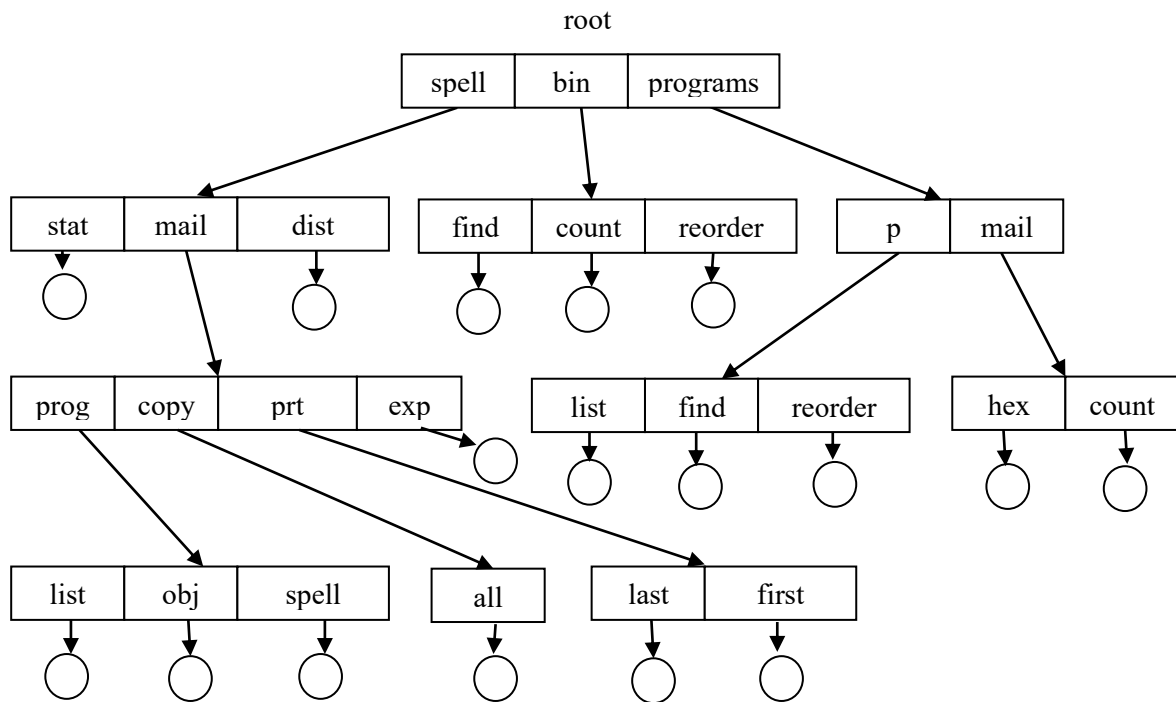 root
spell bin programs
stat mail dist find count reorder p mail
prog copy prt exp list find reorder hex count
list obj spell all last first